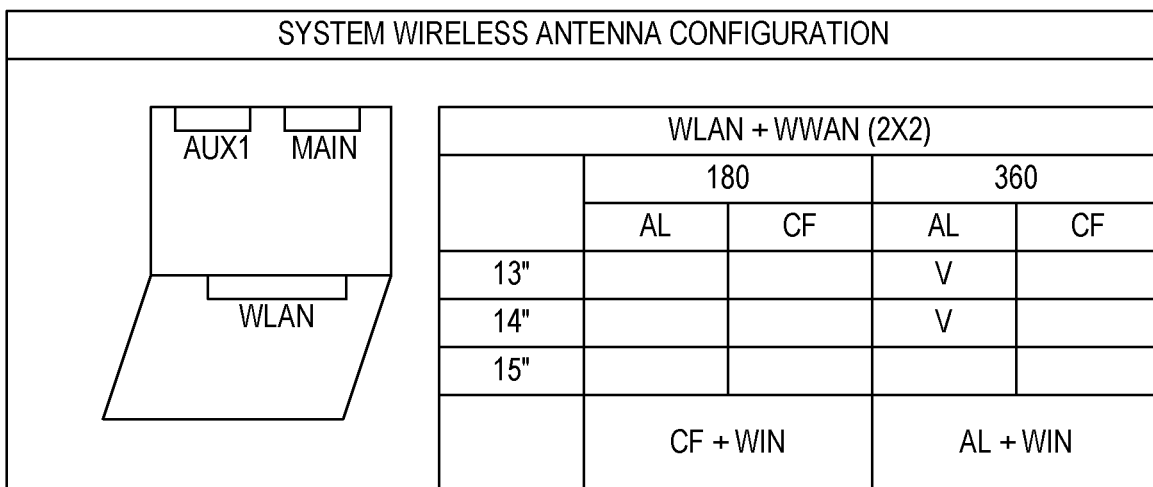 SYSTEM WIRELESS ANTENNA CONFIGURATION
AUX1 MAIN
WLAN
WLAN + WWAN (2X2)
180 360
AL CF AL CF
13" V
14" V
15"
CF + WIN AL + WIN